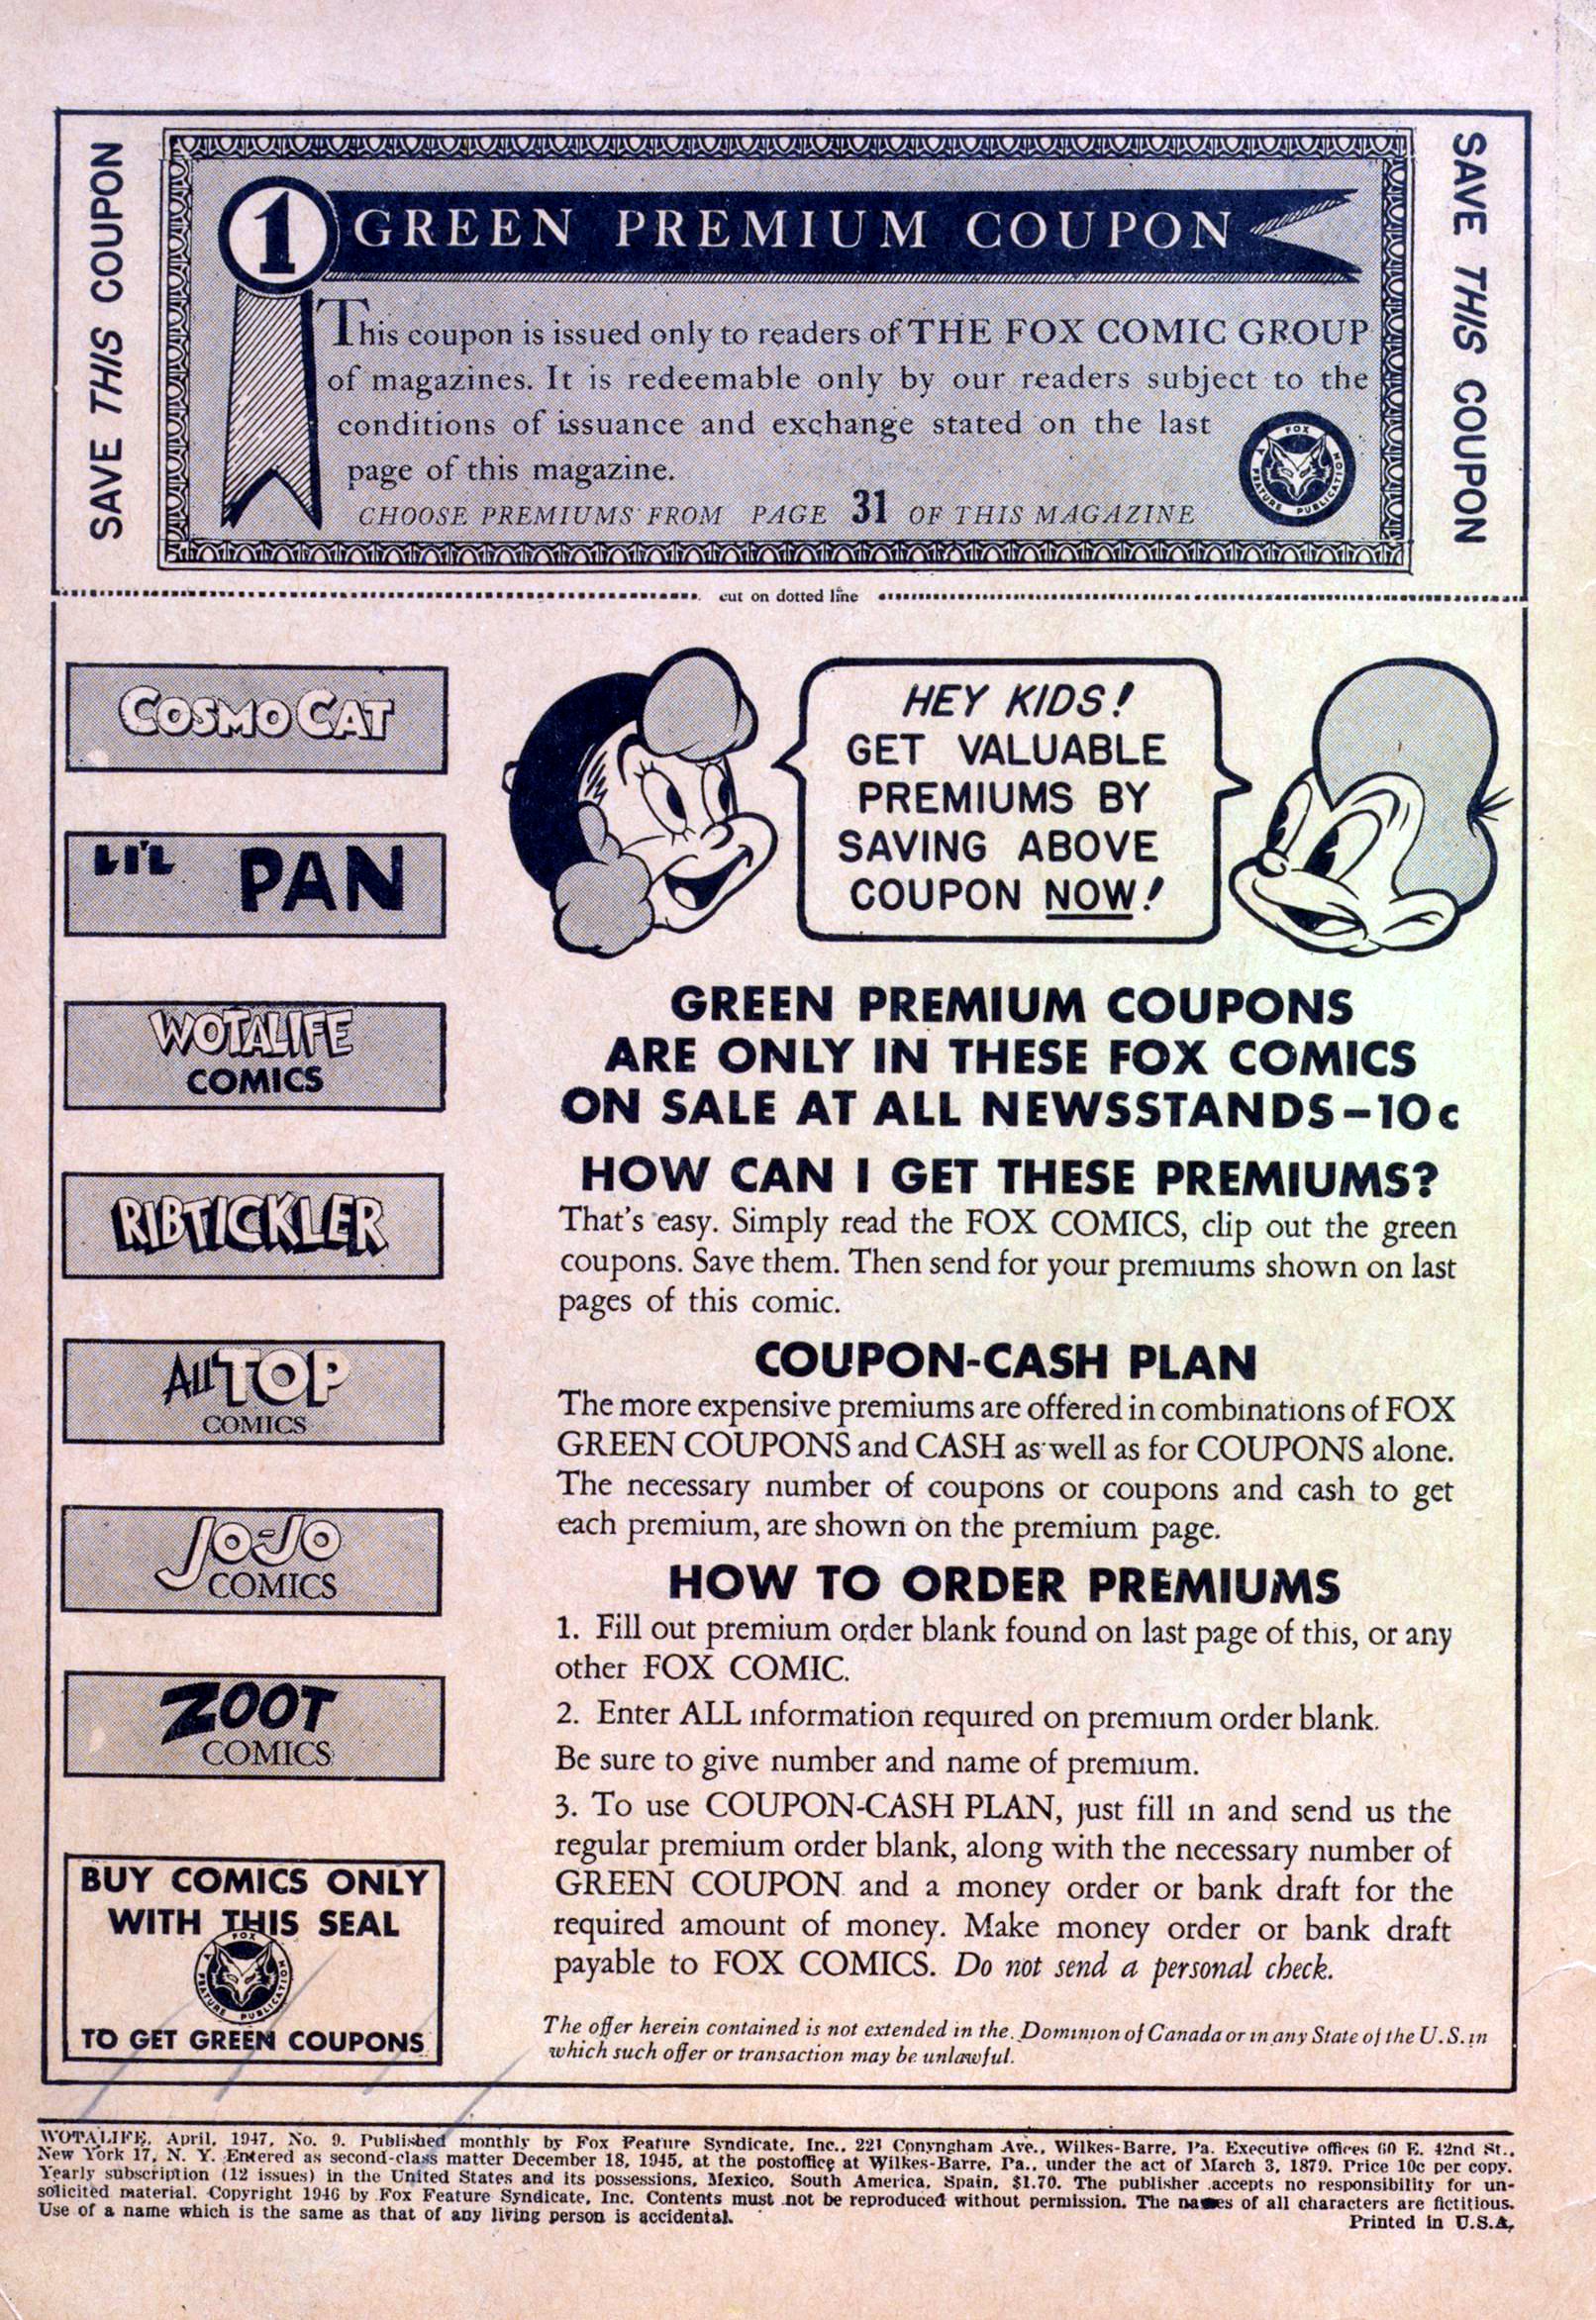 SAVE THIS COUPON
1
GREEN PREMIUM COUPON
This coupon is issued only to readers of THE FOX COMIC GROUP
of magazines. It is redeemable only by our readers subject to the
conditions of issuance and exchange stated on the last
page of this magazine.
CHOOSE PREMIUMS FROM PAGE 31 OF THIS MAGAZINE
A FOX FEATURE PUBLICATION
SAVE THIS COUPON
cut on dotted line
COSMO CAT
LI'L PAN
WOTALIFE
COMICS
RIBTICKLER
ALL TOP
COMICS
JO-JO
COMICS
ZOOT
COMICS
BUY COMICS ONLY
WITH THIS SEAL
A FOX FEATURE PUBLICATION
TO GET GREEN COUPONS
HEY KIDS!
GET VALUABLE
PREMIUMS BY
SAVING ABOVE
COUPON NOW!
GREEN PREMIUM COUPONS
ARE ONLY IN THESE FOX COMICS
ON SALE AT ALL NEWSSTANDS–10c
HOW CAN I GET THESE PREMIUMS?
That's easy. Simply read the FOX COMICS, clip out the green
coupons. Save them. Then send for your premiums shown on last
pages of this comic.
COUPON-CASH PLAN
The more expensive premiums are offered in combinations of FOX
GREEN COUPONS and CASH as well as for COUPONS alone.
The necessary number of coupons or coupons and cash to get
each premium, are shown on the premium page.
HOW TO ORDER PREMIUMS
1. Fill out premium order blank found on last page of this, or any
other FOX COMIC.
2. Enter ALL information required on premium order blank.
Be sure to give number and name of premium.
3. To use COUPON-CASH PLAN, just fill in and send us the
regular premium order blank, along with the necessary number of
GREEN COUPON and a money order or bank draft for the
required amount of money. Make money order or bank draft
payable to FOX COMICS. Do not send a personal check.
The offer herein contained is not extended in the Dominion of Canada or in any State of the U.S. in
which such offer or transaction may be unlawful.
WOTALIFE, April, 1947, No. 9. Published monthly by Fox Feature Syndicate, Inc., 221 Conyngham Ave., Wilkes-Barre, Pa. Executive offices 60 E. 42nd St.,
New York 17, N. Y. Entered as second-class matter December 18, 1945, at the postoffice at Wilkes-Barre, Pa., under the act of March 3, 1879. Price 10c per copy.
Yearly subscription (12 issues) in the United States and its possessions, Mexico, South America, Spain, $1.70. The publisher accepts no responsibility for un-
solicited material. Copyright 1946 by Fox Feature Syndicate, Inc. Contents must not be reproduced without permission. The names of all characters are fictitious.
Use of a name which is the same as that of any living person is accidental.
Printed in U.S.A.